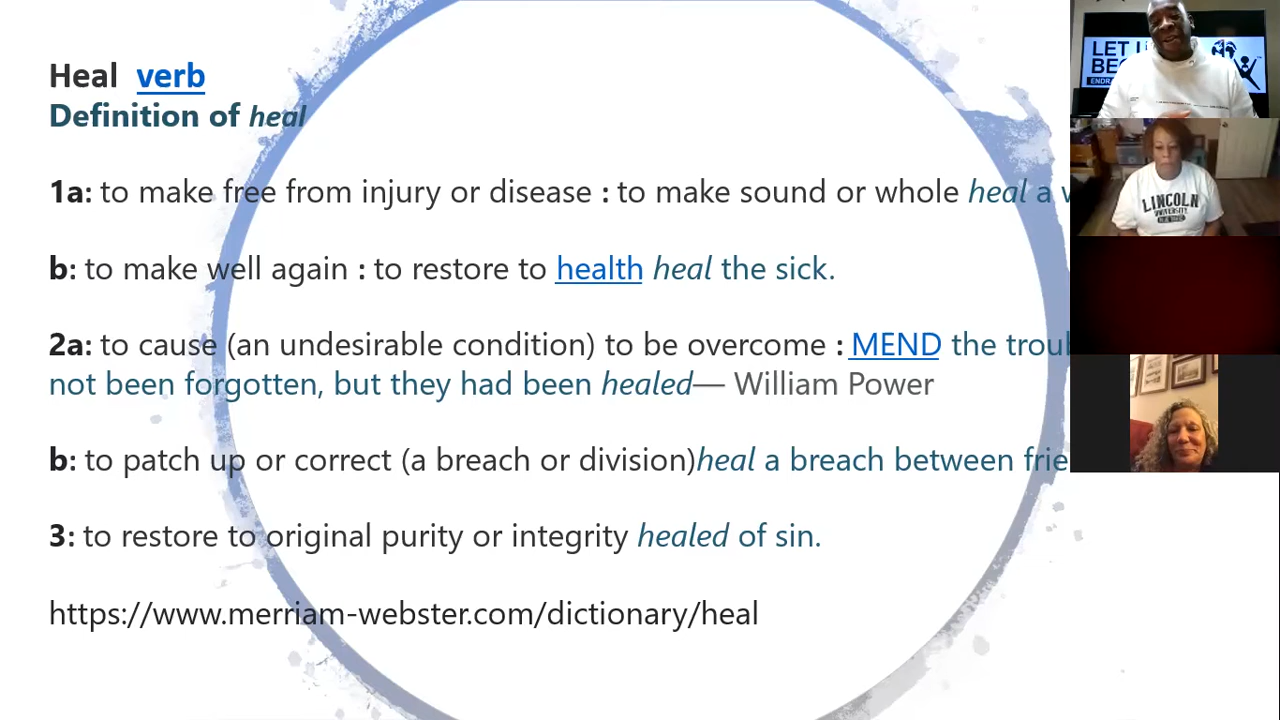 Heal verb
Definition of heal
1a: to make free from injury or disease : to make sound or whole heal a
b: to make well again : to restore to health heal the sick.
2a: to cause (an undesirable condition) to be overcome : MEND the
not been forgotten, but they had been healed— William Power
b: to patch up or correct (a breach or division)heal a breach between
3: to restore to original purity or integrity healed of sin.
https://www.merriam-webster.com/dictionary/heal
LET
LINCOLN
UNIVERSITY